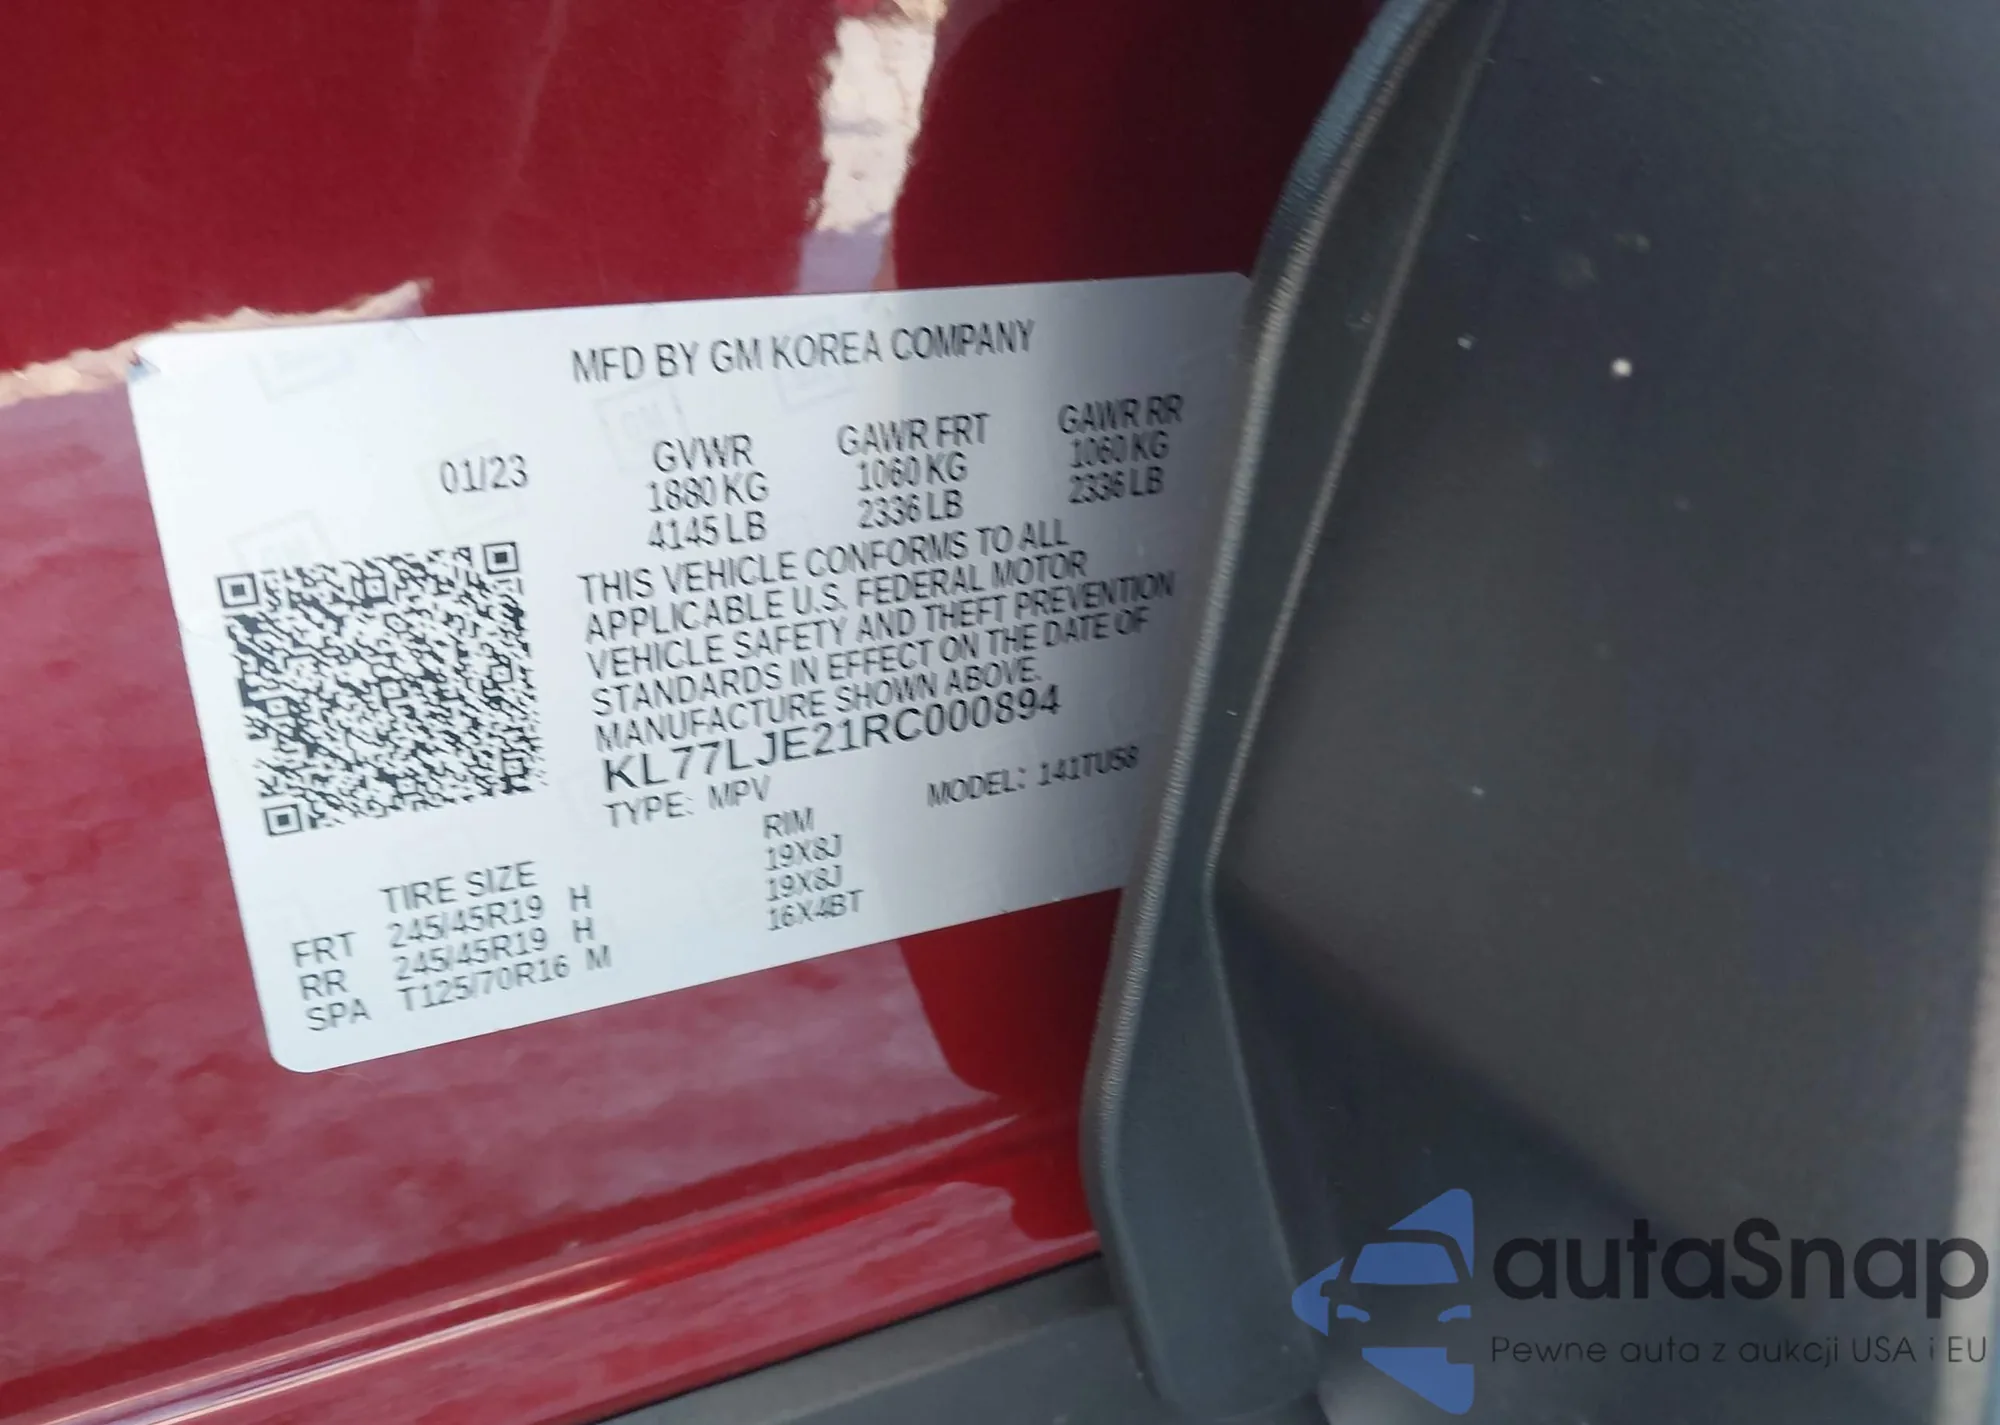 MFD BY GM KOREA COMPANY
01/23
GVWR GAWR FRT GAWR RR
1880 KG 1060 KG 1060 KG
4145 LB 2336 LB 2336 LB
THIS VEHICLE CONFORMS TO ALL
APPLICABLE U.S. FEDERAL MOTOR
VEHICLE SAFETY AND THEFT PREVENTION
STANDARDS IN EFFECT ON THE DATE OF
MANUFACTURE SHOWN ABOVE.
KL77LJE21RC000894
TYPE: MPV MODEL: 141TU58
TIRE SIZE RIM
FRT 245/45R19 H 19X8J
RR 245/45R19 H 19X8J
SPA T125/70R16 M 16X4BT
autaSnap
Pewne auta z aukcji USA i EU